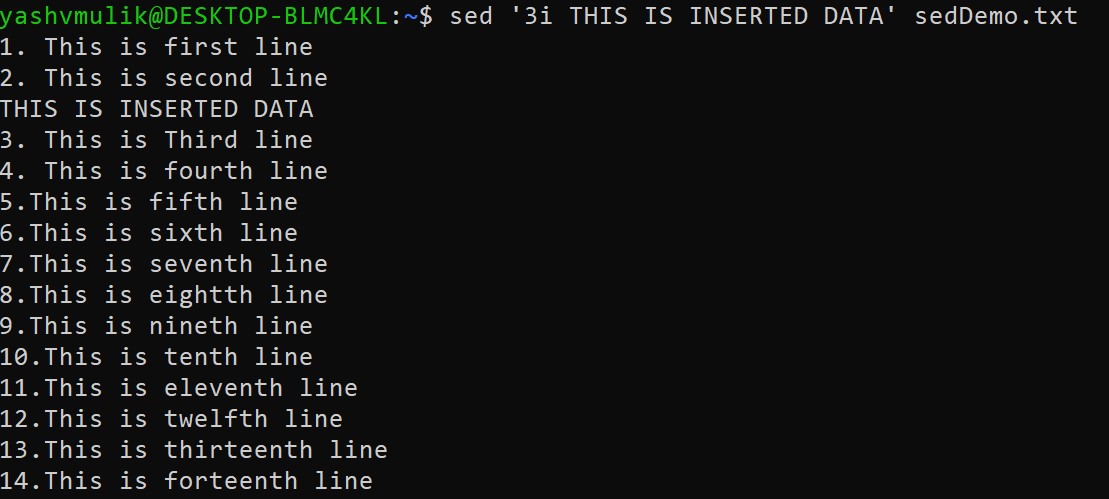 yashvmulik@DESKTOP-BLMC4KL:~$ sed '3i THIS IS INSERTED DATA' sedDemo.txt
1. This is first line
2. This is second line
THIS IS INSERTED DATA
3. This is Third line
4. This is fourth line
5.This is fifth line
6.This is sixth line
7.This is seventh line
8.This is eightth line
9.This is nineth line
10.This is tenth line
11.This is eleventh line
12.This is twelfth line
13.This is thirteenth line
14.This is forteenth line